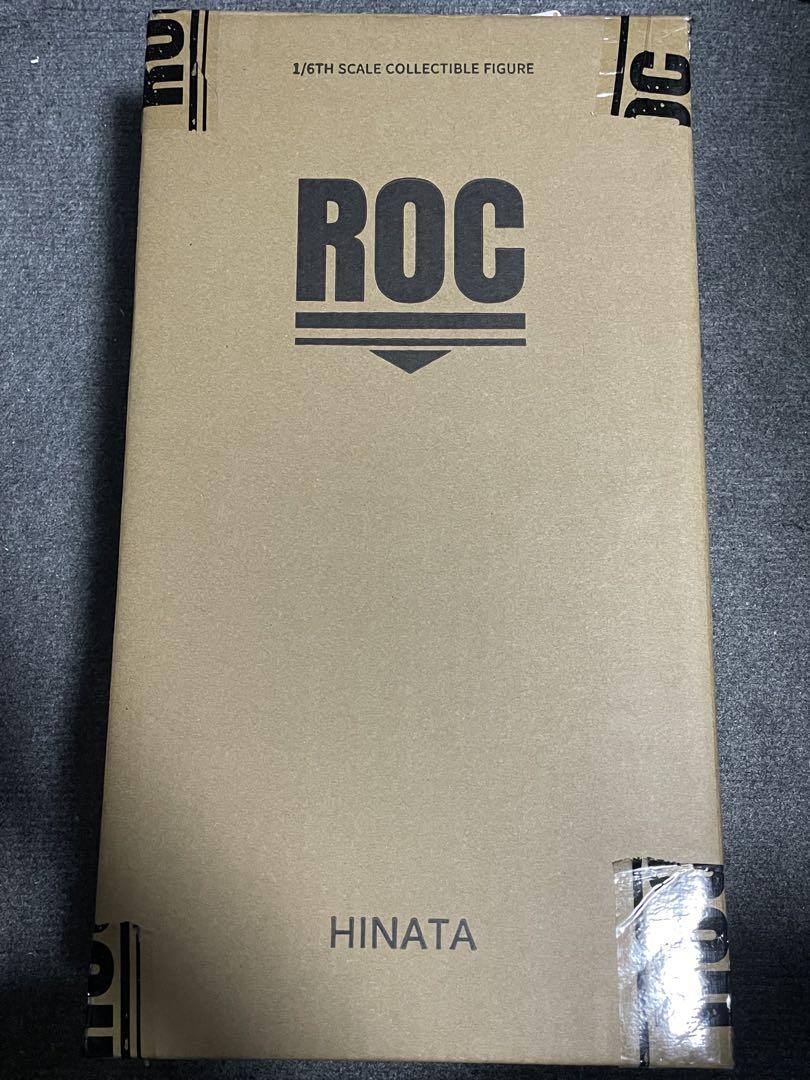 1/6TH SCALE COLLECTIBLE FIGURE
ROC
HINATA